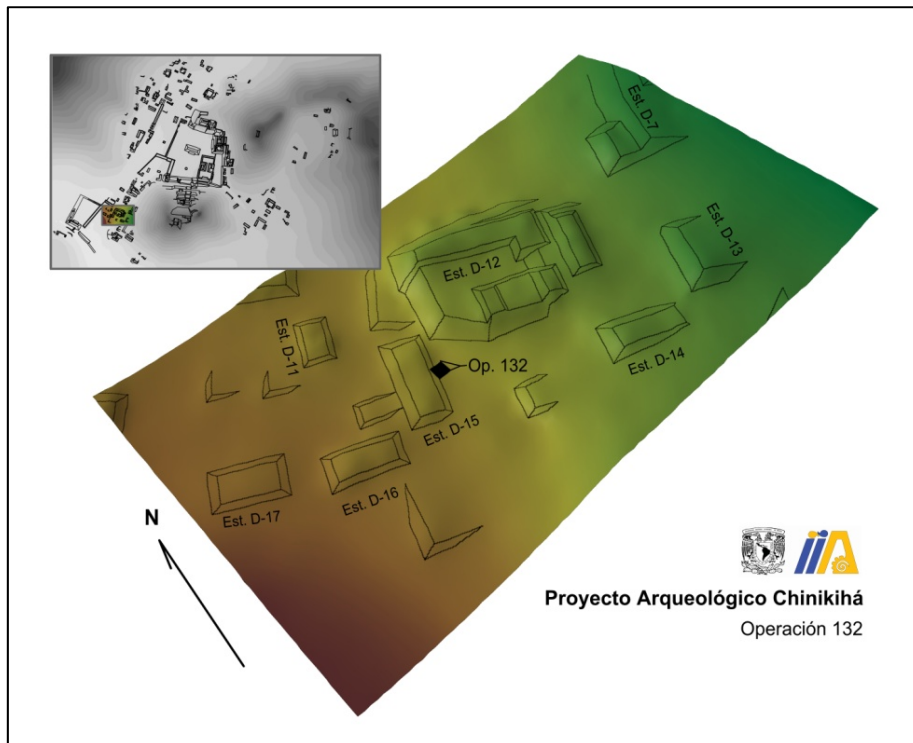 Est. D-7
Est. D-13
Est. D-12
Est. D-14
Est. D-11
Op. 132
Est. D-15
Est. D-16
Est. D-17
N
Proyecto Arqueológico Chinikihá
Operación 132
iiA